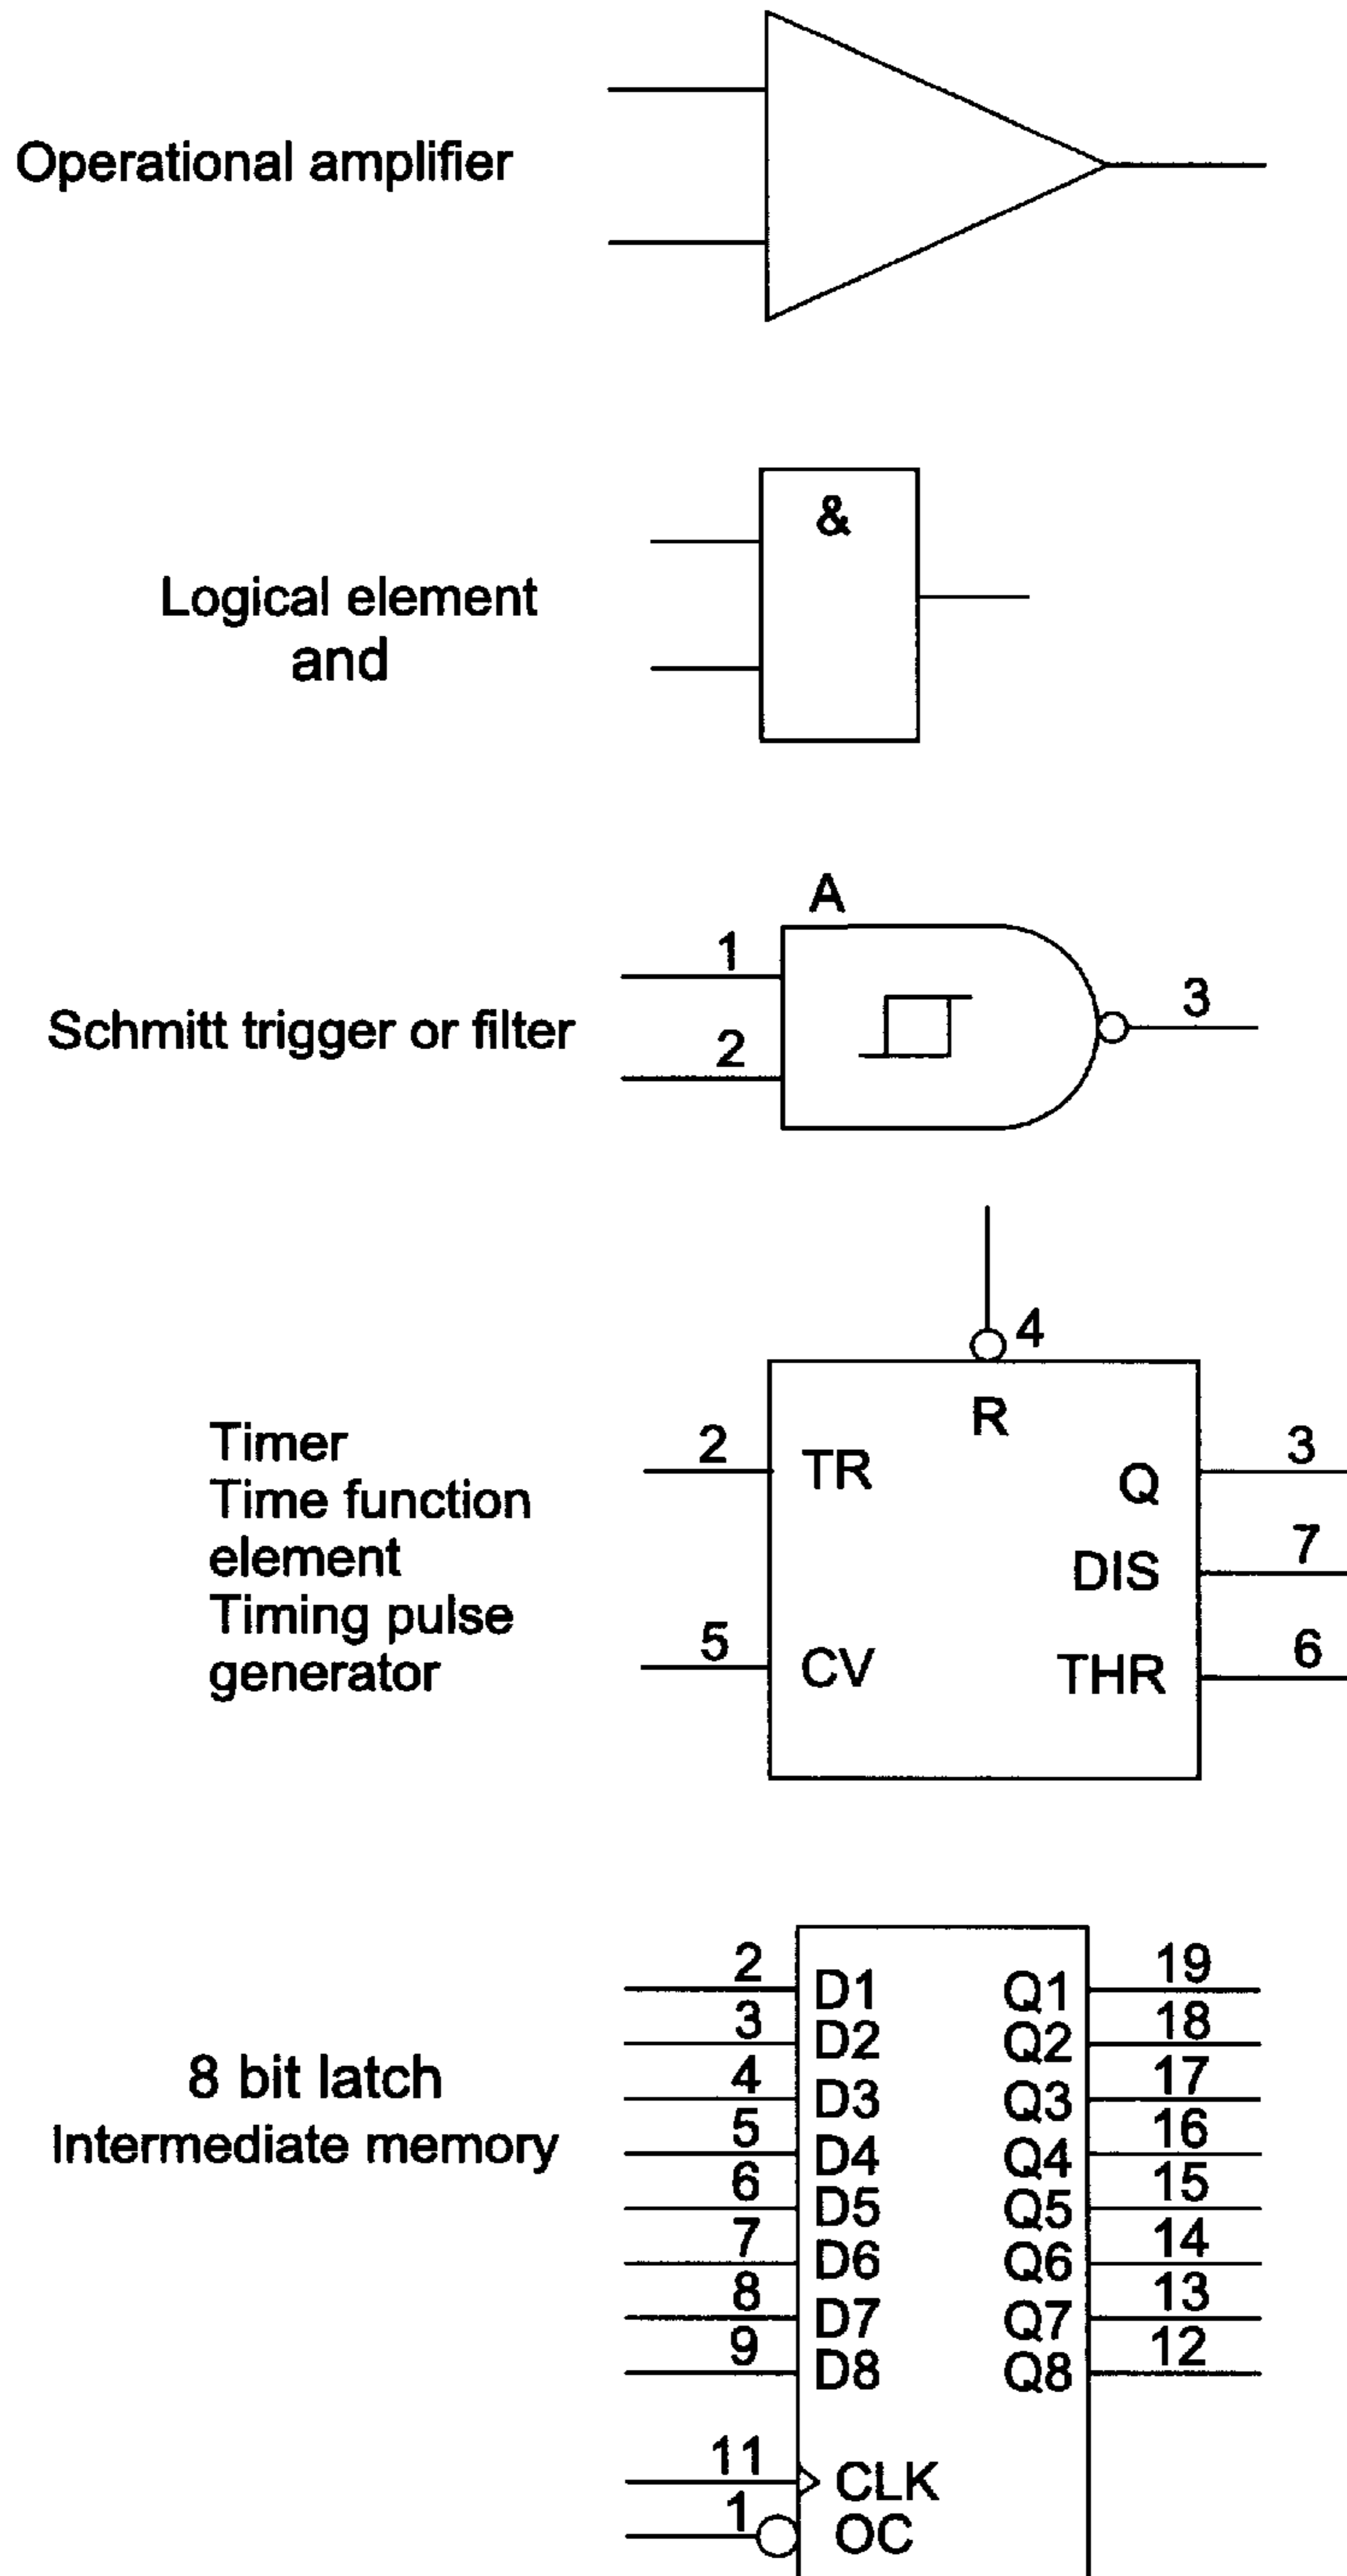 Operational amplifier
&
Logical element
and
A
1
3
Schmitt trigger or filter
2
4
R
Timer
2
TR
Q
3
Time function
element
DIS
7
Timing pulse
generator
5
CV
THR
6
2
D1
Q1
19
3
D2
Q2
18
8 bit latch
4
D3
Q3
17
Intermediate memory
5
D4
Q4
16
6
D5
Q5
15
7
D6
Q6
14
8
D7
Q7
13
9
D8
Q8
12
11
CLK
1
OC